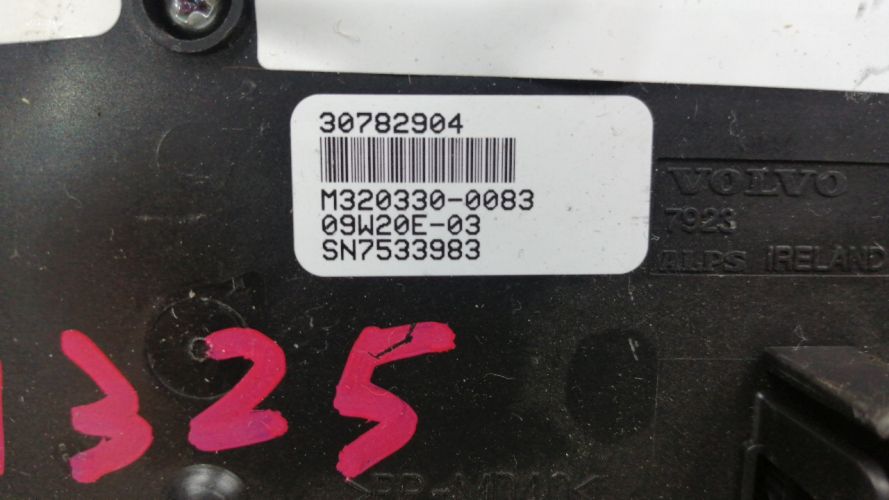 30782904
M320330-0083
09W20E-03
SN7533983
VOLVO
7923
ALPS IRELAND
325